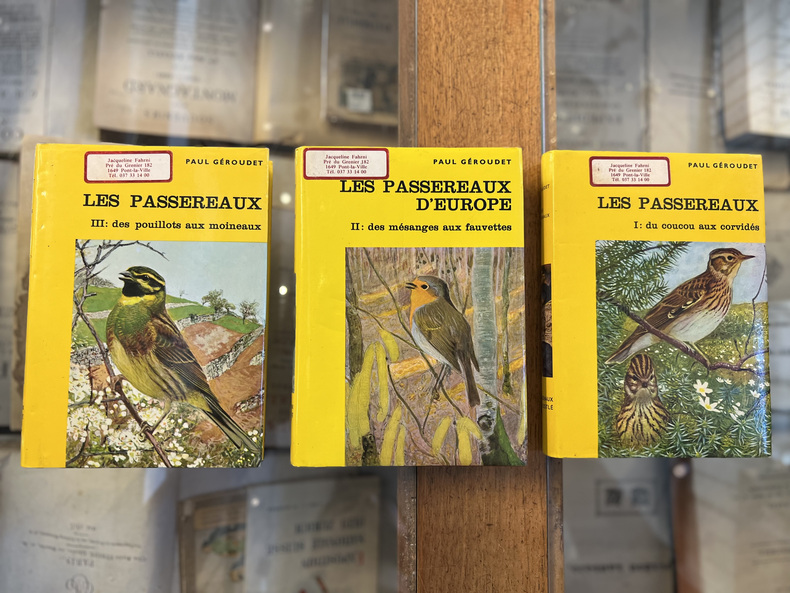 Jacqueline Fahrni
Pré du Grenier 182
1649 Pont-la-Ville
Tél. 037 33 14 00
PAUL GÉROUDET
LES PASSEREAUX
III: des pouillots aux moineaux
Jacqueline Fahrni
Pré du Grenier 182
1649 Pont-la-Ville
Tél. 037 33 14 00
PAUL GÉROUDET
LES PASSEREAUX
D'EUROPE
II: des mésanges aux fauvettes
Jacqueline Fahrni
Pré du Grenier 182
1649 Pont-la-Ville
Tél. 037 33 14 00
PAUL GÉROUDET
LES PASSEREAUX
I: du coucou aux corvidés